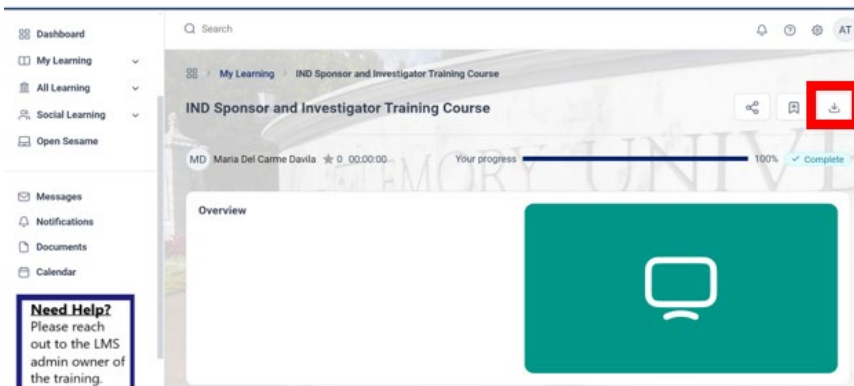 Dashboard
My Learning
All Learning
Social Learning
Open Sesame
Messages
Notifications
Documents
Calendar
Need Help?
Please reach
out to the LMS
admin owner of
the training.
Search
AT
My Learning > IND Sponsor and Investigator Training Course
IND Sponsor and Investigator Training Course
MD Maria Del Carme Davila ★ 0 00:00:00 Your progress 100% ✓ Complete
EMORY UNIVE
Overview